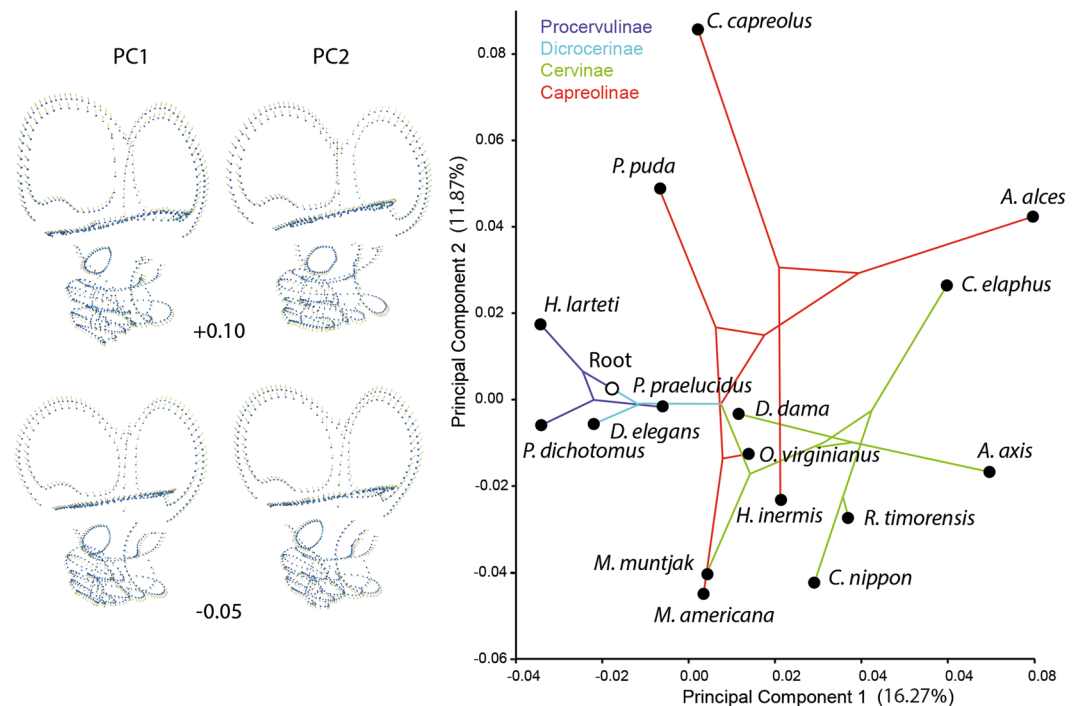 PC1
PC2
+0.10
-0.05
Procervulinae
Dicrocerinae
Cervinae
Capreolinae
C. capreolus
P. puda
A. alces
C. elaphus
H. larteti
Root
P. praelucidus
D. dama
D. elegans
P. dichotomus
O. virginianus
A. axis
H. inermis
R. timorensis
M. muntjak
C. nippon
M. americana
Principal Component 2 (11.87%)
0.08
0.06
0.04
0.02
0.00
-0.02
-0.04
-0.06
-0.04
-0.02
0.00
0.02
0.04
0.04
0.08
Principal Component 1 (16.27%)